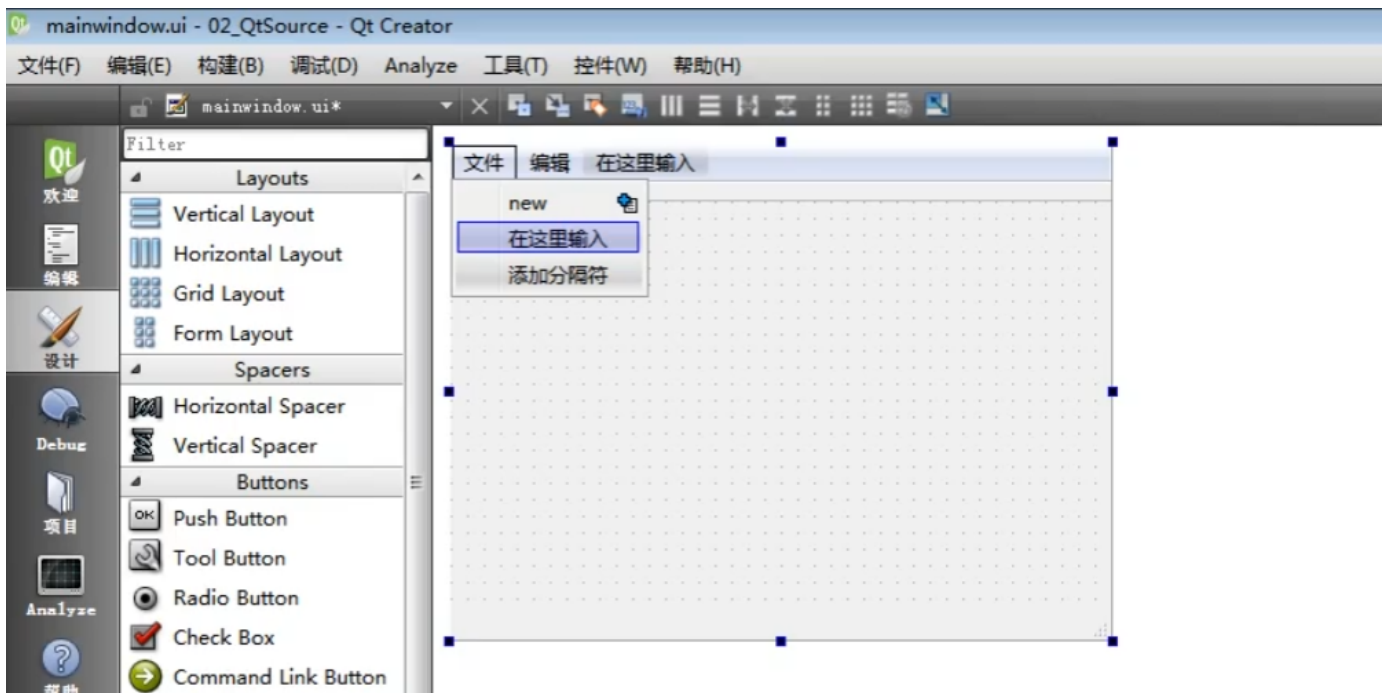 mainwindow.ui - 02_QtSource - Qt Creator
文件(F) 编辑(E) 构建(B) 调试(D) Analyze 工具(T) 控件(W) 帮助(H)
mainwindow.ui*
Qt
欢迎
编辑
设计
Debug
项目
Analyze
帮助
Filter
Layouts
Vertical Layout
Horizontal Layout
Grid Layout
Form Layout
Spacers
Horizontal Spacer
Vertical Spacer
Buttons
OK Push Button
Tool Button
Radio Button
Check Box
Command Link Button
文件 编辑 在这里输入
new
在这里输入
添加分隔符